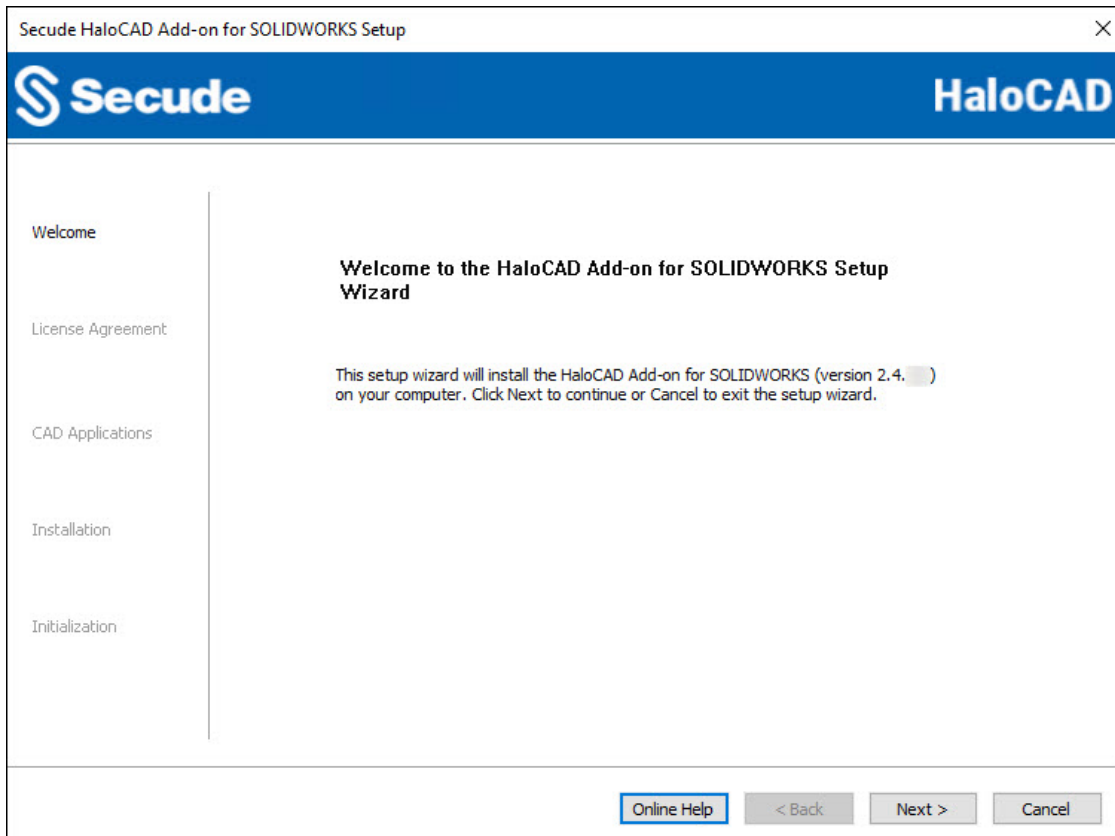 Secude HaloCAD Add-on for SOLIDWORKS Setup
Secude
HaloCAD
Welcome
License Agreement
CAD Applications
Installation
Initialization
Welcome to the HaloCAD Add-on for SOLIDWORKS Setup
Wizard
This setup wizard will install the HaloCAD Add-on for SOLIDWORKS (version 2.4. )
on your computer. Click Next to continue or Cancel to exit the setup wizard.
Online Help
< Back
Next >
Cancel